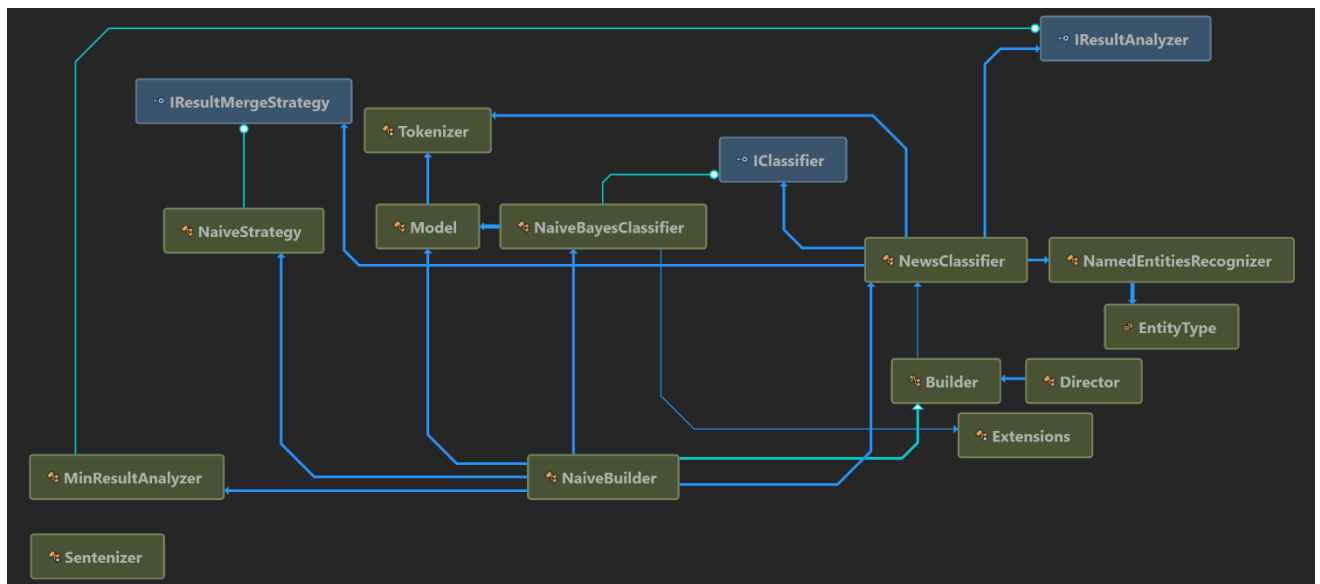 IResultAnalyzer
IResultMergeStrategy
Tokenizer
IClassifier
Model
NaiveBayesClassifier
NaiveStrategy
NewsClassifier
NamedEntitiesRecognizer
EntityType
Builder
Director
Extensions
MinResultAnalyzer
NaiveBuilder
Sentenizer